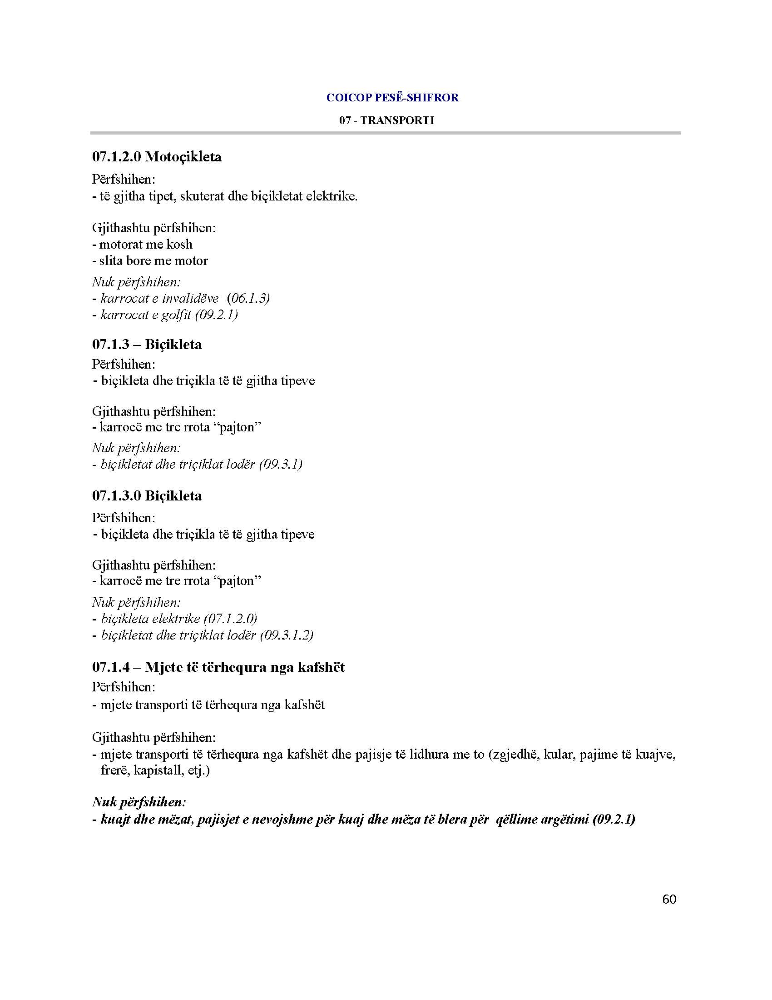 COICOP PESË-SHIFROR
07 - TRANSPORTI
07.1.2.0 Motoçikleta
Përfshihen:
- të gjitha tipet, skuterat dhe biçikletat elektrike.
Gjithashtu përfshihen:
- motorat me kosh
- slita bore me motor
Nuk përfshihen:
- karrocat e invalidëve  (06.1.3)
- karrocat e golfit (09.2.1)
07.1.3 – Biçikleta
Përfshihen:
- biçikleta dhe triçikla të të gjitha tipeve
Gjithashtu përfshihen:
- karrocë me tre rrota “pajton”
Nuk përfshihen:
- biçikletat dhe triçiklat lodër (09.3.1)
07.1.3.0 Biçikleta
Përfshihen:
- biçikleta dhe triçikla të të gjitha tipeve
Gjithashtu përfshihen:
- karrocë me tre rrota “pajton”
Nuk përfshihen:
- biçikleta elektrike (07.1.2.0)
- biçikletat dhe triçiklat lodër (09.3.1.2)
07.1.4 – Mjete të tërhequra nga kafshët
Përfshihen:
- mjete transporti të tërhequra nga kafshët
Gjithashtu përfshihen:
- mjete transporti të tërhequra nga kafshët dhe pajisje të lidhura me to (zgjedhë, kular, pajime të kuajve,
frerë, kapistall, etj.)
Nuk përfshihen:
- kuajt dhe mëzat, pajisjet e nevojshme për kuaj dhe mëza të blera për  qëllime argëtimi (09.2.1)
60